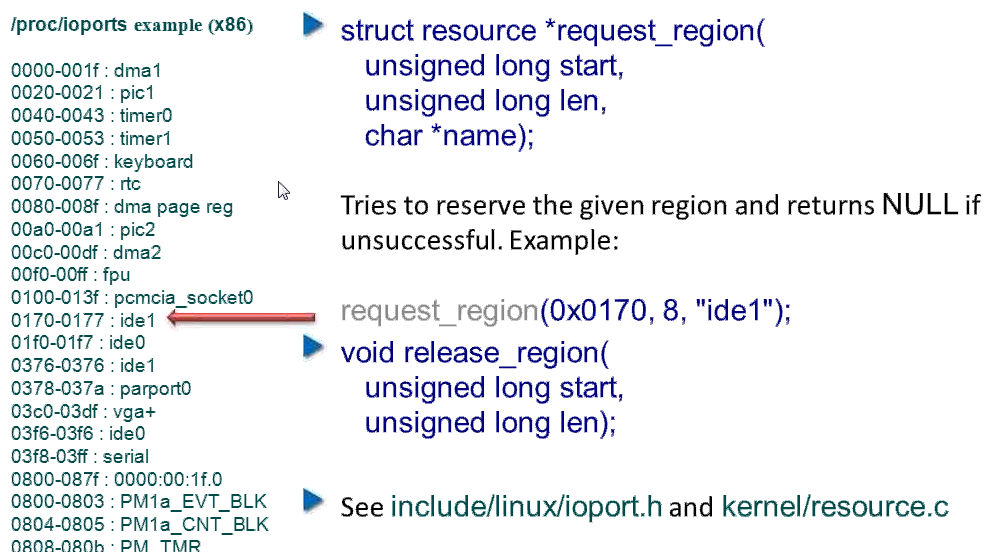 /proc/ioports example (x86)
0000-001f : dma1
0020-0021 : pic1
0040-0043 : timer0
0050-0053 : timer1
0060-006f : keyboard
0070-0077 : rtc
0080-008f : dma page reg
00a0-00a1 : pic2
00c0-00df : dma2
00f0-00ff : fpu
0100-013f : pcmcia_socket0
0170-0177 : ide1
01f0-01f7 : ide0
0376-0376 : ide1
0378-037a : parport0
03c0-03df : vga+
03f6-03f6 : ide0
03f8-03ff : serial
0800-087f : 0000:00:1f.0
0800-0803 : PM1a_EVT_BLK
0804-0805 : PM1a_CNT_BLK
0808-080b : PM_TMR
struct resource *request_region(
unsigned long start,
unsigned long len,
char *name);
Tries to reserve the given region and returns NULL if
unsuccessful. Example:
request_region(0x0170, 8, "ide1");
void release_region(
unsigned long start,
unsigned long len);
See include/linux/ioport.h and kernel/resource.c